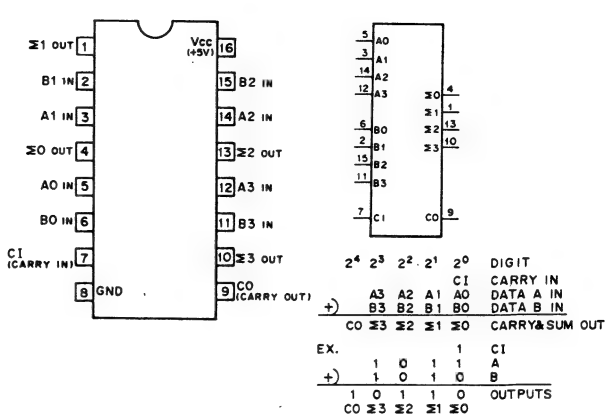 Σ1 OUT 1
Vcc (+5V) 16
B1 IN 2
15 B2 IN
A1 IN 3
14 A2 IN
Σ0 OUT 4
13 Σ2 OUT
A0 IN 5
12 A3 IN
B0 IN 6
11 B3 IN
CI (CARRY IN) 7
10 Σ3 OUT
8 GND
9 CO (CARRY OUT)
5 A0
3 A1
14 A2
12 A3
Σ0 4
Σ1 1
Σ2 13
Σ3 10
6 B0
2 B1
15 B2
11 B3
7 CI
CO 9
2⁴ 2³ 2² 2¹ 2⁰ DIGIT
CI CARRY IN
A3 A2 A1 A0 DATA A IN
+) B3 B2 B1 B0 DATA B IN
CO Σ3 Σ2 Σ1 Σ0 CARRY&SUM OUT
EX. 1 CI
1 0 1 1 A
+) 1 0 1 0 B
1 0 1 1 0 OUTPUTS
CO Σ3 Σ2 Σ1 Σ0